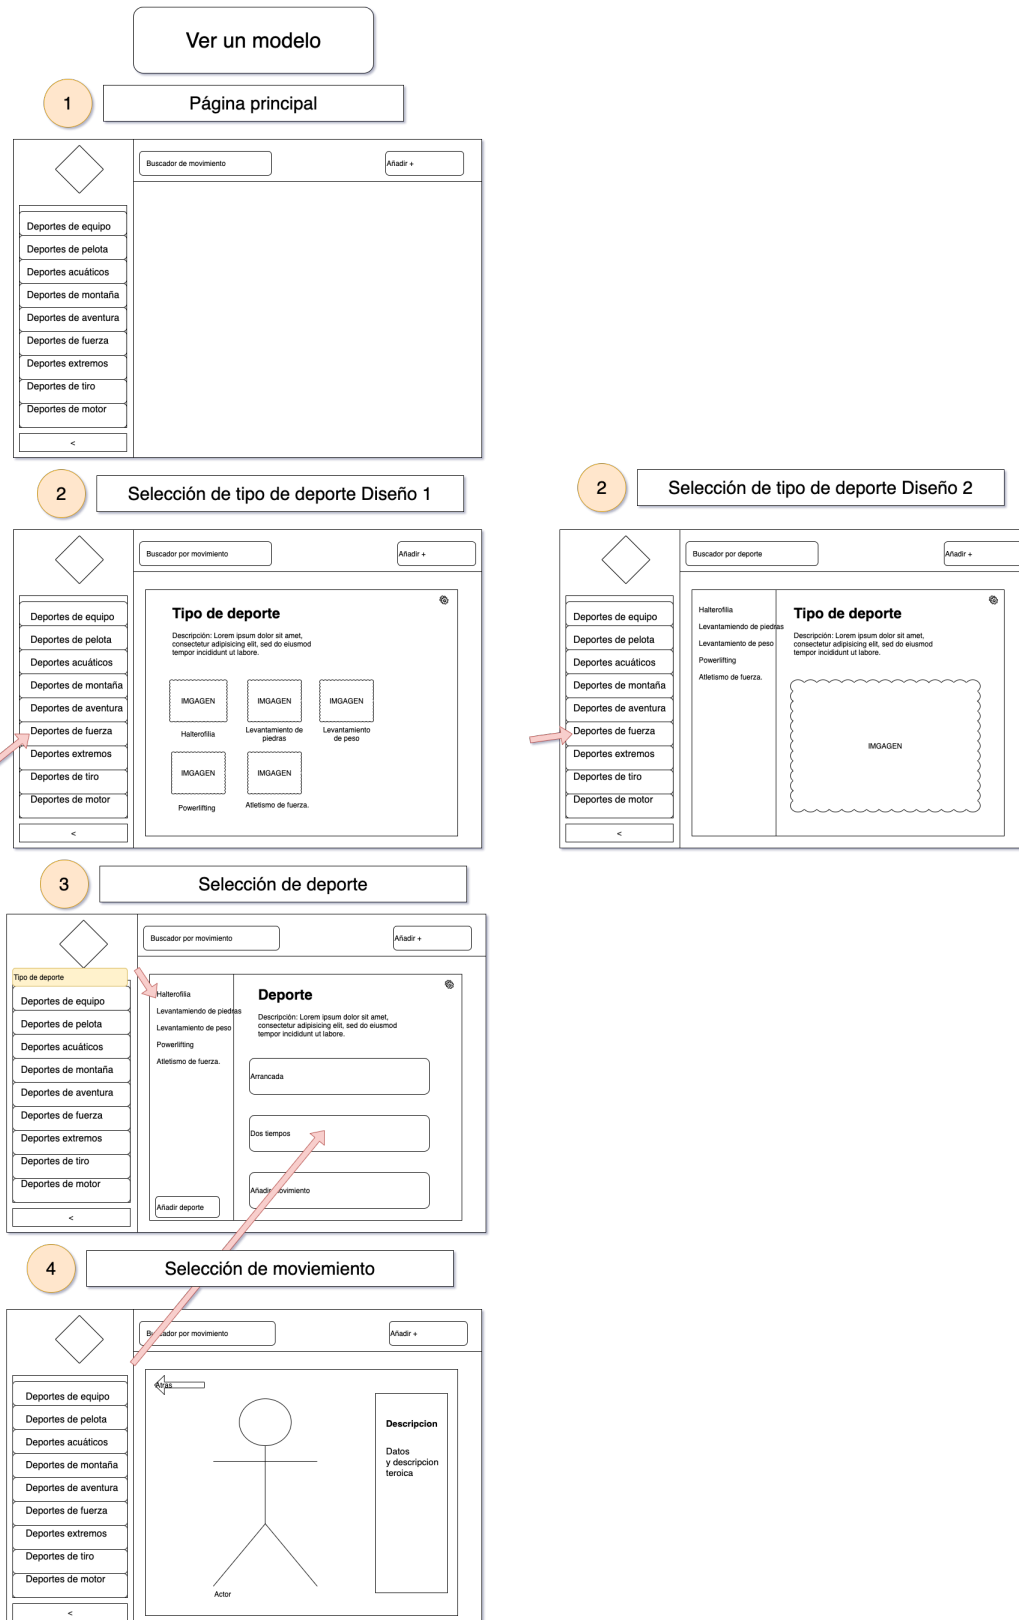 Ver un modelo
1
Página principal
Buscador de movimiento
Añadir +
Deportes de equipo
Deportes de pelota
Deportes acuáticos
Deportes de montaña
Deportes de aventura
Deportes de fuerza
Deportes extremos
Deportes de tiro
Deportes de motor
<
2
Selección de tipo de deporte Diseño 1
Buscador por movimiento
Añadir +
Deportes de equipo
Deportes de pelota
Deportes acuáticos
Deportes de montaña
Deportes de aventura
Deportes de fuerza
Deportes extremos
Deportes de tiro
Deportes de motor
<
Tipo de deporte
Descripción: Lorem ipsum dolor sit amet,
consectetur adipisicing elit, sed do eiusmod
tempor incididunt ut labore.
IMGAGEN
IMGAGEN
IMGAGEN
Halterofilia
Levantamiento de
piedras
Levantamiento
de peso
IMGAGEN
IMGAGEN
Powerlifting
Atletismo de fuerza.
2
Selección de tipo de deporte Diseño 2
Buscador por deporte
Añadir +
Deportes de equipo
Deportes de pelota
Deportes acuáticos
Deportes de montaña
Deportes de aventura
Deportes de fuerza
Deportes extremos
Deportes de tiro
Deportes de motor
<
Halterofilia
Levantamiendo de piedras
Levantamiento de peso
Powerlifting
Atletismo de fuerza.
Tipo de deporte
Descripción: Lorem ipsum dolor sit amet,
consectetur adipisicing elit, sed do eiusmod
tempor incididunt ut labore.
IMGAGEN
3
Selección de deporte
Buscador por movimiento
Añadir +
Tipo de deporte
Deportes de equipo
Deportes de pelota
Deportes acuáticos
Deportes de montaña
Deportes de aventura
Deportes de fuerza
Deportes extremos
Deportes de tiro
Deportes de motor
<
Halterofilia
Levantamiendo de piedras
Levantamiento de peso
Powerlifting
Atletismo de fuerza.
Añadir deporte
Deporte
Descripción: Lorem ipsum dolor sit amet,
consectetur adipisicing elit, sed do eiusmod
tempor incididunt ut labore.
Arrancada
Dos tiempos
Añadir movimiento
4
Selección de moviemiento
Buscador por movimiento
Añadir +
Deportes de equipo
Deportes de pelota
Deportes acuáticos
Deportes de montaña
Deportes de aventura
Deportes de fuerza
Deportes extremos
Deportes de tiro
Deportes de motor
<
Atras
Actor
Descripcion
Datos
y descripcion
teroica